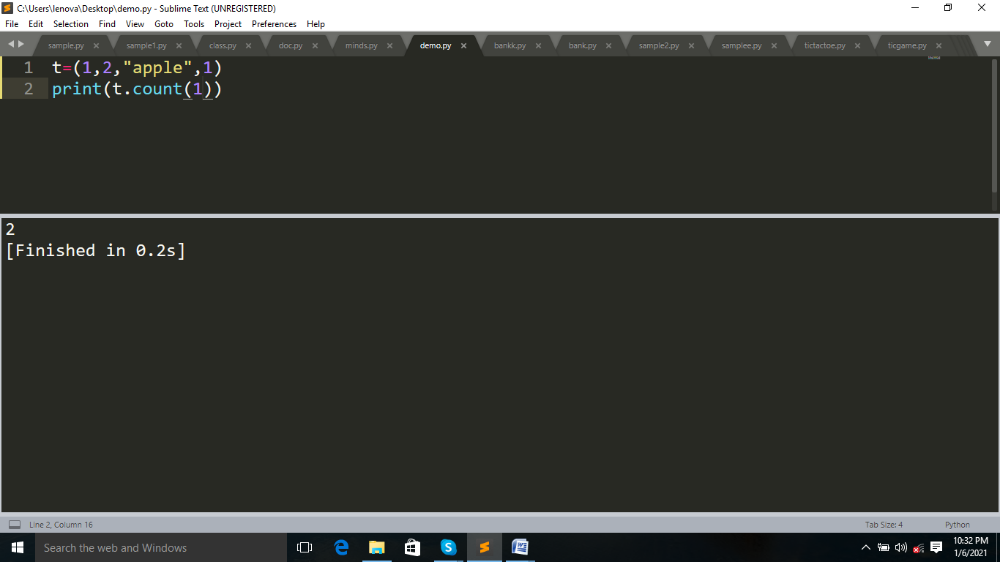 C:\Users\lenova\Desktop\demo.py - Sublime Text (UNREGISTERED)
File Edit Selection Find View Goto Tools Project Preferences Help
sample.py sample1.py class.py doc.py minds.py demo.py bankk.py bank.py sample2.py samplee.py tictactoe.py ticgame.py
1 t=(1,2,"apple",1)
2 print(t.count(1))
2
[Finished in 0.2s]
Line 2, Column 16 Tab Size: 4 Python
Search the web and Windows
10:32 PM
1/6/2021